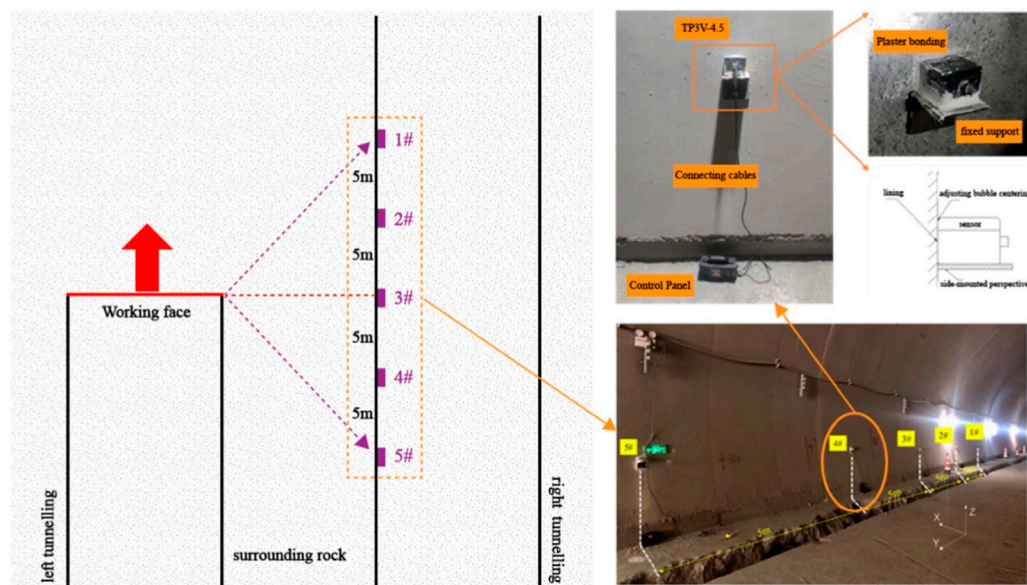 1#
5m
2#
5m
3#
5m
4#
5m
5#
Working face
left tunnelling
surrounding rock
right tunnelling
TP3V-4.5
Connecting cables
Control Panel
Plaster bonding
fixed support
lining
adjusting bubble centering
sensor
side-mounted perspective
5#
4#
3#
2#
1#
5m
5m
5m
5m
X
Y
Z